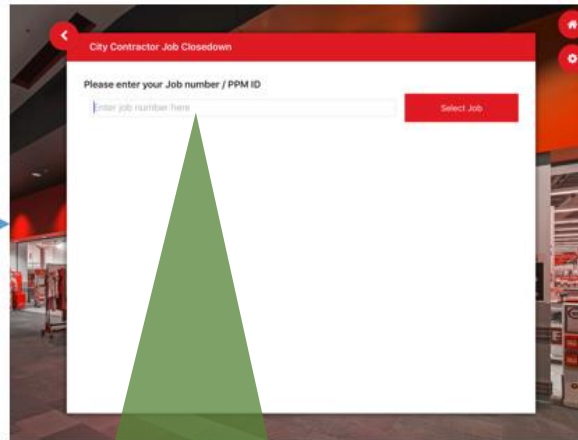 City Contractor Job Closedown
Please enter your Job number / PPM ID
Enter job number here
Select Job